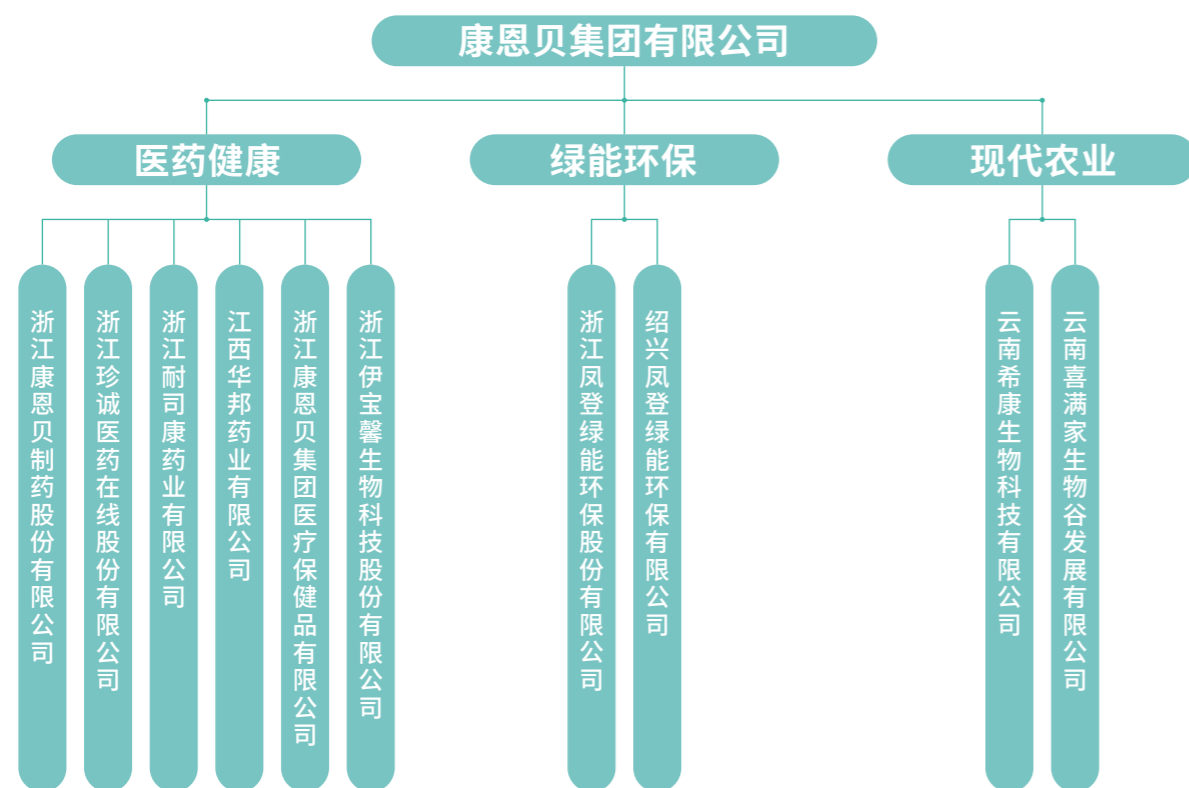 康恩贝集团有限公司
医药健康
绿能环保
现代农业
浙江康恩贝制药股份有限公司
浙江珍诚医药在线股份有限公司
浙江耐司康药业有限公司
江西华邦药业有限公司
浙江康恩贝集团医疗保健品有限公司
浙江伊宝馨生物科技股份有限公司
浙江凤登绿能环保股份有限公司
绍兴凤登绿能环保有限公司
云南希康生物科技有限公司
云南喜满家生物谷发展有限公司